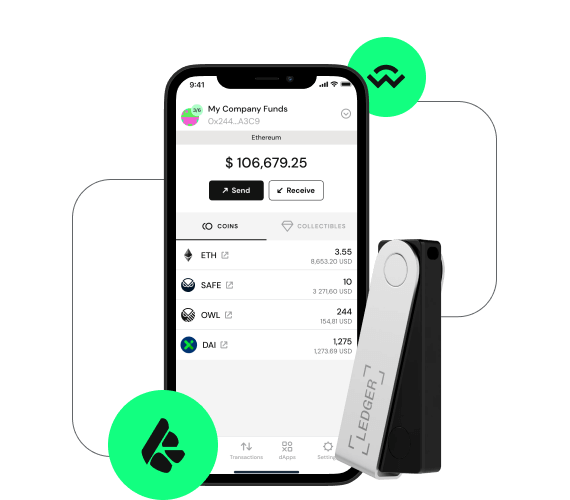 9:41
3/6
My Company Funds
0x244...A3C9
Ethereum
$ 106,679.25
Send
Receive
COINS
COLLECTIBLES
ETH
3.55
8,653.20 USD
SAFE
10
3 271,60 USD
OWL
244
154,81 USD
DAI
1,275
1,273.69 USD
Transactions
dApps
LEDGER